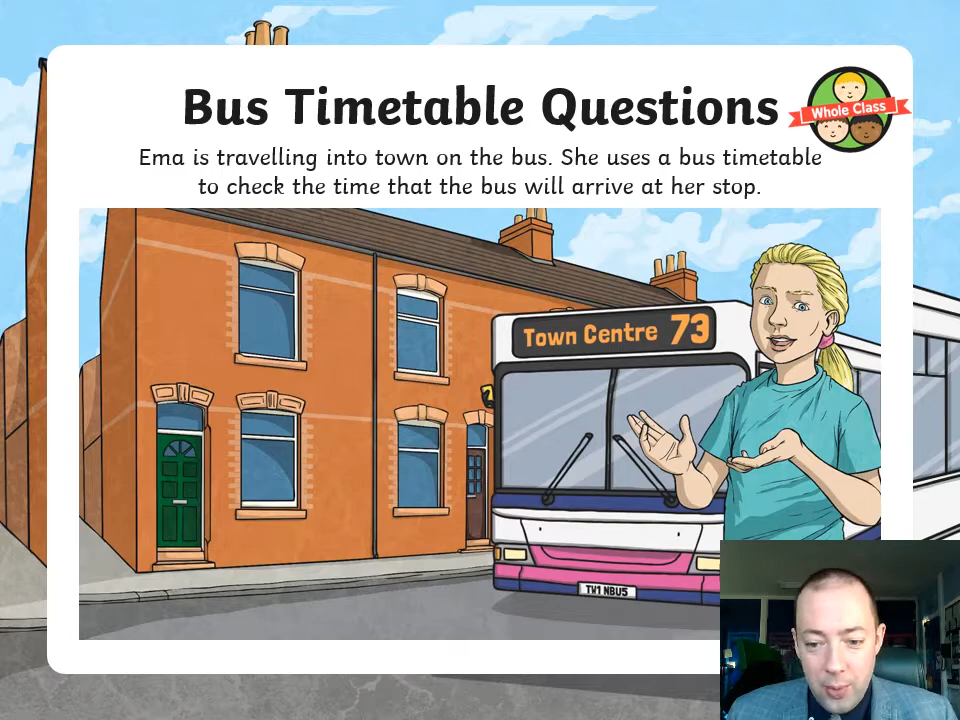 Bus Timetable Questions
Whole Class
Ema is travelling into town on the bus. She uses a bus timetable
to check the time that the bus will arrive at her stop.
Town Centre 73
TW1 NBU5